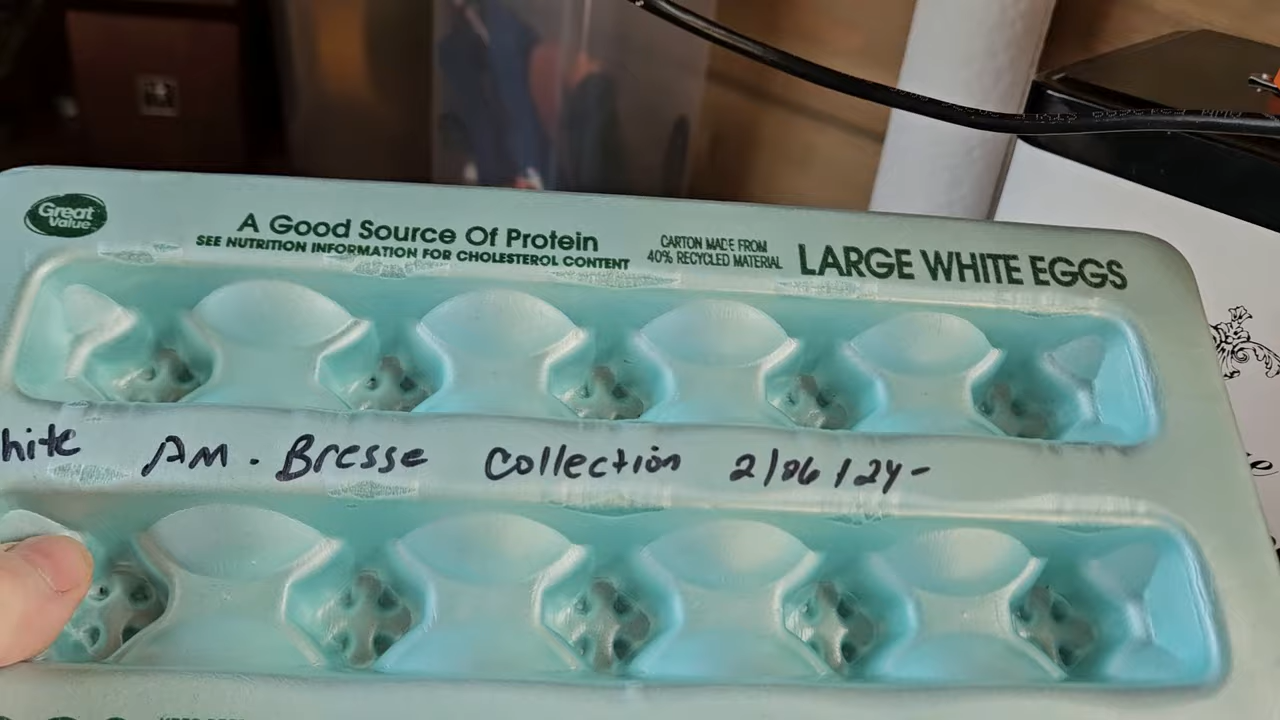 Great Value
A Good Source Of Protein
SEE NUTRITION INFORMATION FOR CHOLESTEROL CONTENT
CARTON MADE FROM
40% RECYCLED MATERIAL
LARGE WHITE EGGS
hite Am. Bresse Collection 2/06/24-